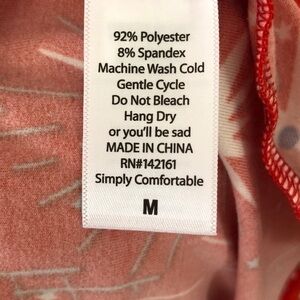 92% Polyester
8% Spandex
Machine Wash Cold
Gentle Cycle
Do Not Bleach
Hang Dry
or you'll be sad
MADE IN CHINA
RN#142161
Simply Comfortable
M